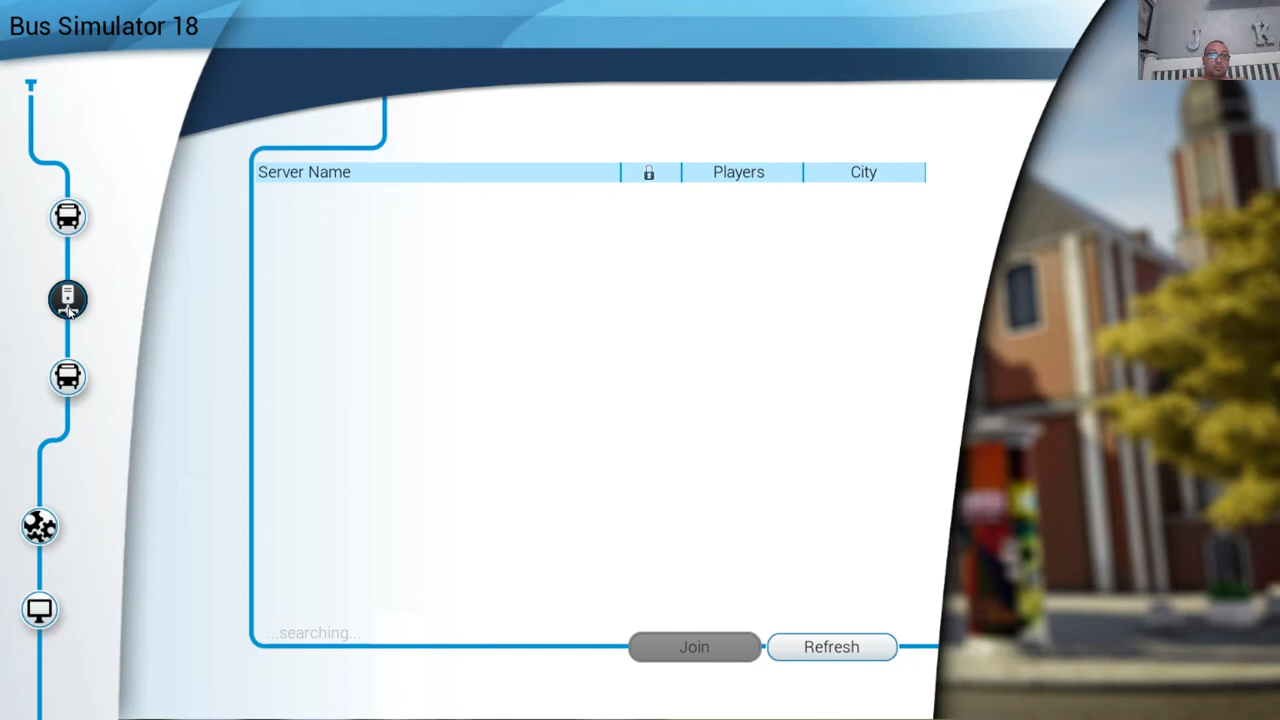 Bus Simulator 18
Server Name Players City
...searching...
Join Refresh
J K